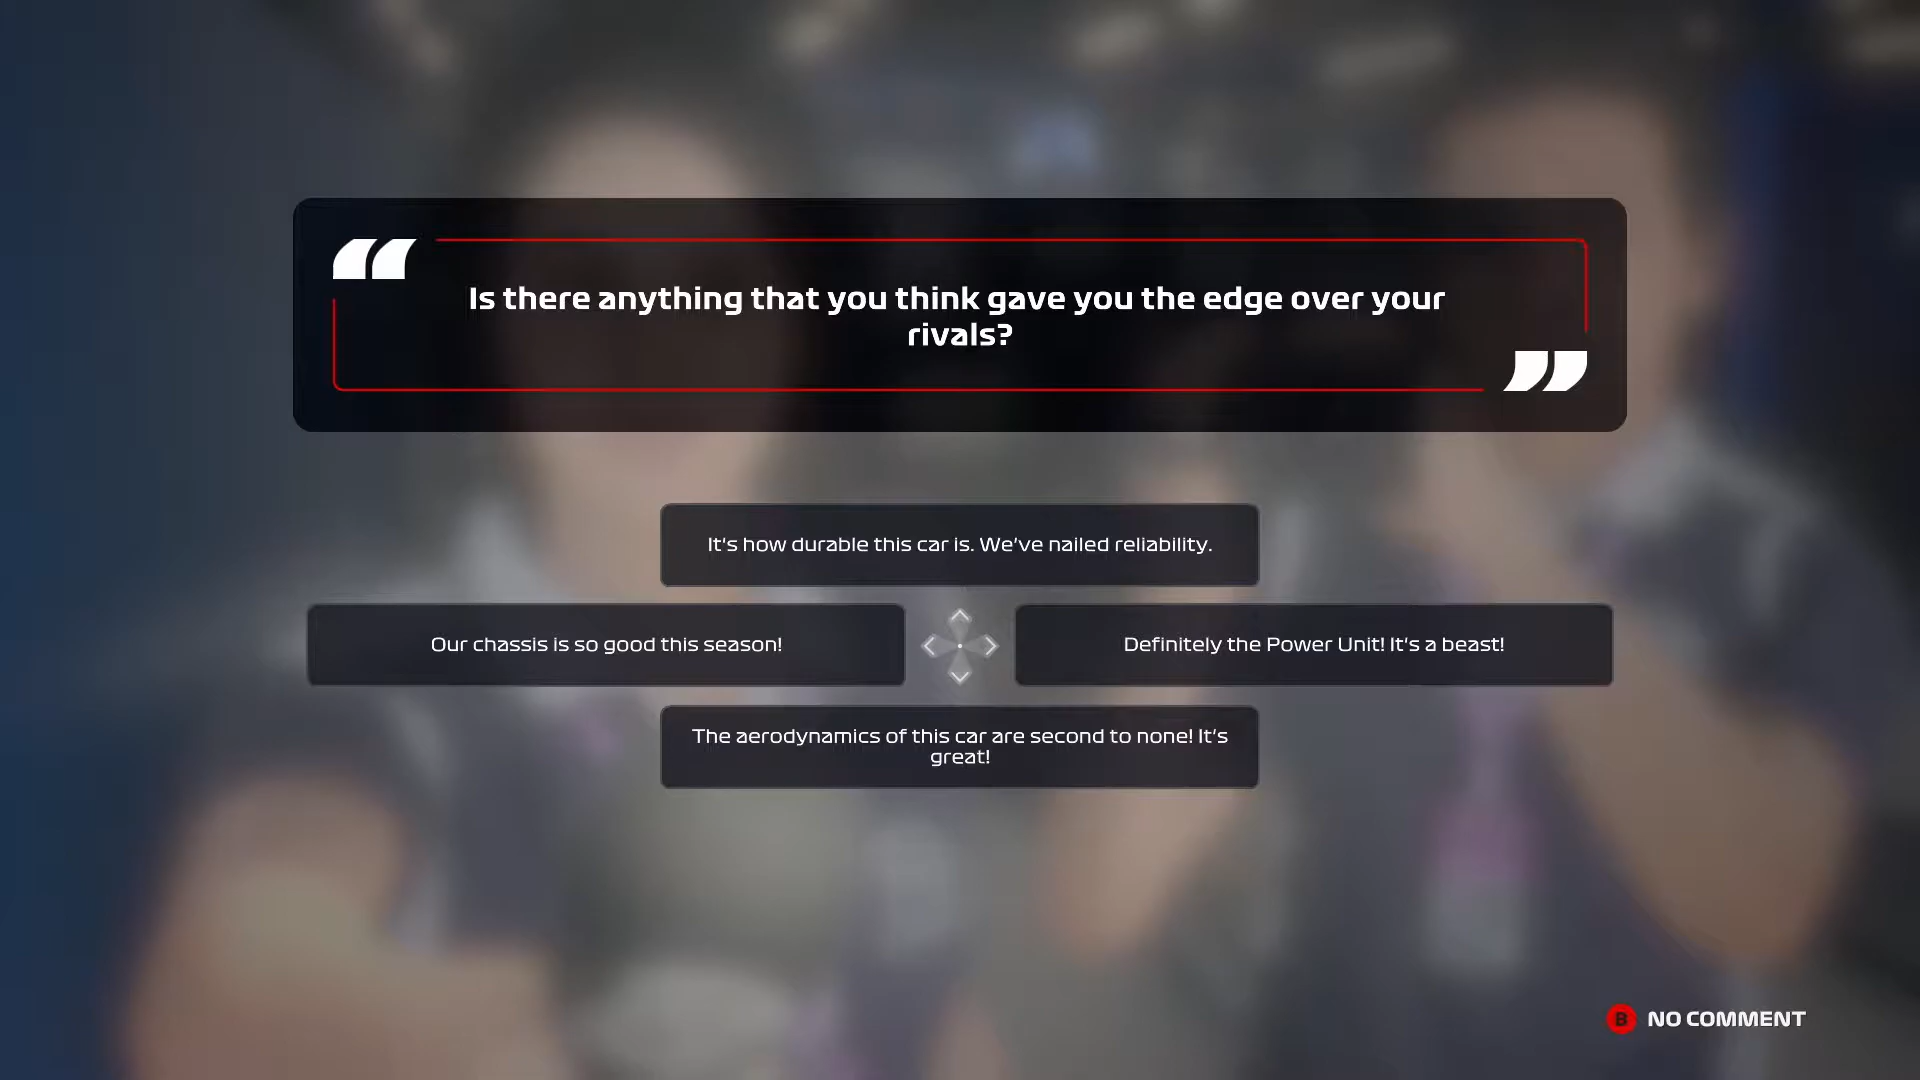 “
Is there anything that you think gave you the edge over your
rivals?
”
It's how durable this car is. We've nailed reliability.
Our chassis is so good this season!
Definitely the Power Unit! It's a beast!
The aerodynamics of this car are second to none! It's
great!
B NO COMMENT